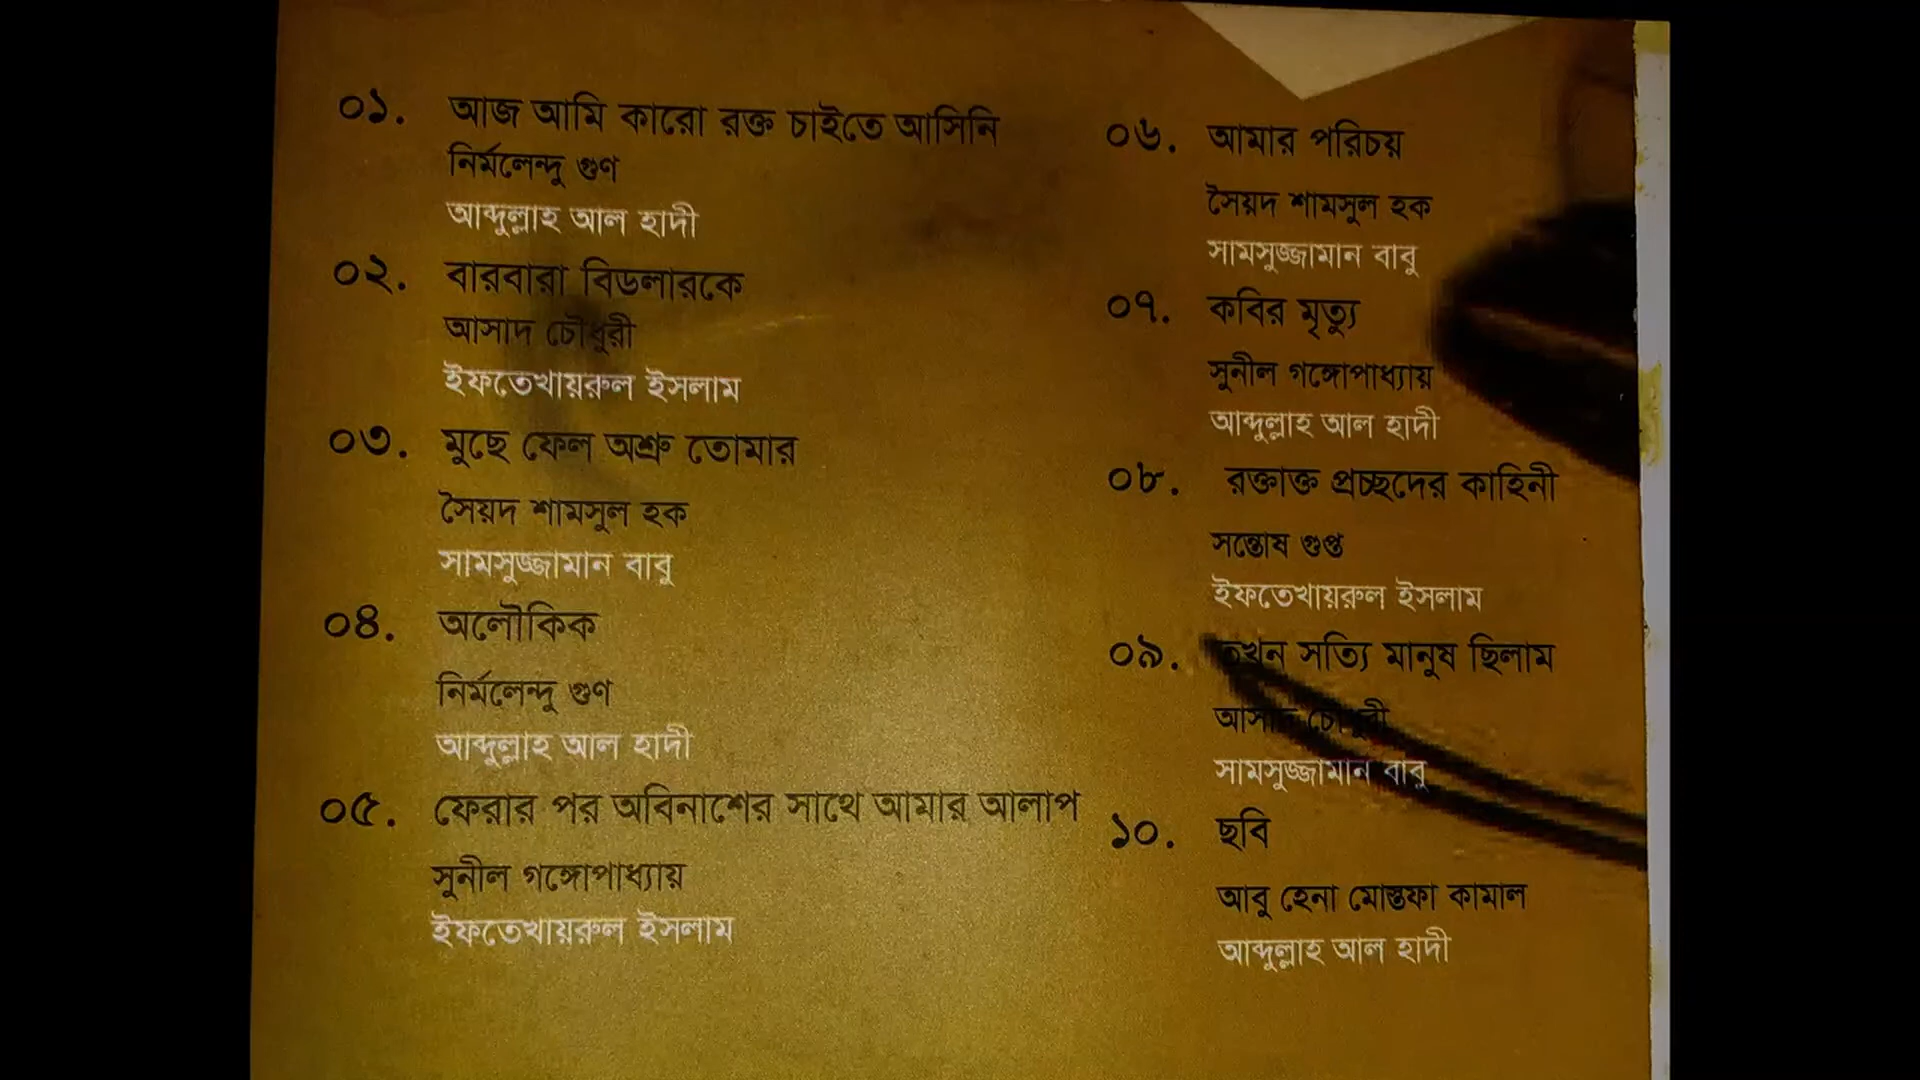 ০১. আজ আমি কারো রক্ত চাইতে আসিনি
নির্মলেন্দু গুণ
আব্দুল্লাহ আল হাদী
০২. বারবারা বিডলারকে
আসাদ চৌধুরী
ইফতেখায়রুল ইসলাম
০৩. মুছে ফেল অশ্রু তোমার
সৈয়দ শামসুল হক
সামসুজ্জামান বাবু
০৪. অলৌকিক
নির্মলেন্দু গুণ
আব্দুল্লাহ আল হাদী
০৫. ফেরার পর অবিনাশের সাথে আমার আলাপ
সুনীল গঙ্গোপাধ্যায়
ইফতেখায়রুল ইসলাম
০৬. আমার পরিচয়
সৈয়দ শামসুল হক
সামসুজ্জামান বাবু
০৭. কবির মৃত্যু
সুনীল গঙ্গোপাধ্যায়
আব্দুল্লাহ আল হাদী
০৮. রক্তাক্ত প্রচ্ছদের কাহিনী
সন্তোষ গুপ্ত
ইফতেখায়রুল ইসলাম
০৯. তখন সত্যি মানুষ ছিলাম
আসাদ চৌধুরী
সামসুজ্জামান বাবু
১০. ছবি
আবু হেনা মোস্তফা কামাল
আব্দুল্লাহ আল হাদী